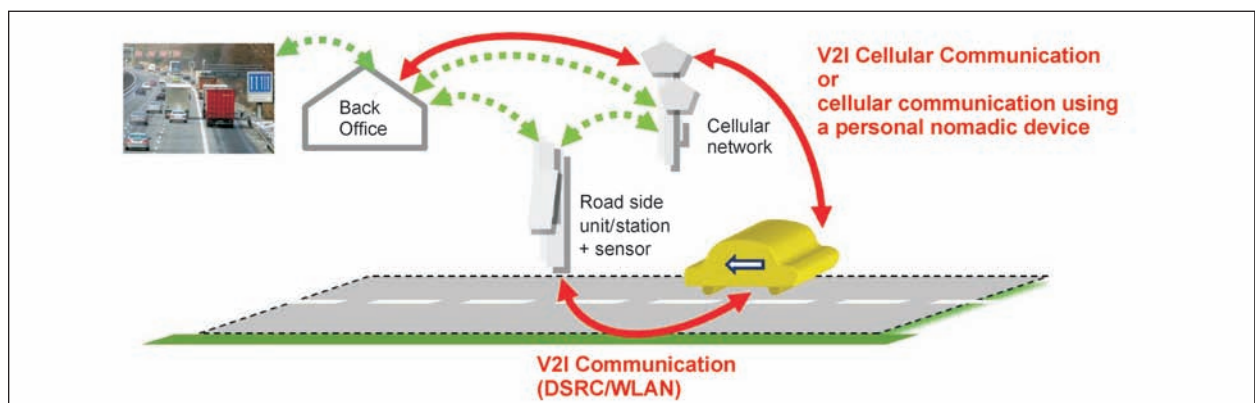 V2I Cellular Communication
or
cellular communication using
a personal nomadic device
Back
Office
Cellular
network
Road side
unit/station
+ sensor
V2I Communication
(DSRC/WLAN)